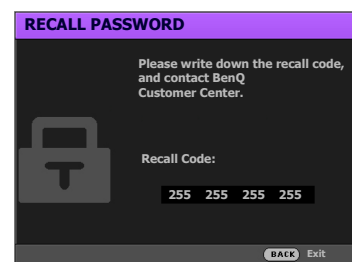 RECALL PASSWORD
Please write down the recall code,
and contact BenQ
Customer Center.
Recall Code:
255 255 255 255
BACK Exit